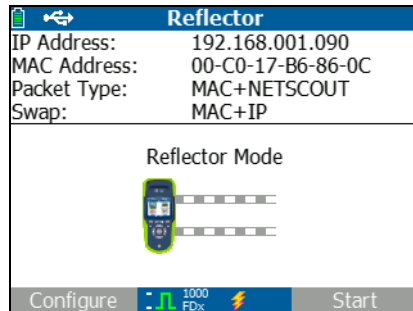 Reflector
IP Address: 192.168.001.090
MAC Address: 00-C0-17-B6-86-0C
Packet Type: MAC+NETSCOUT
Swap: MAC+IP
Reflector Mode
Configure 1000 FDx Start